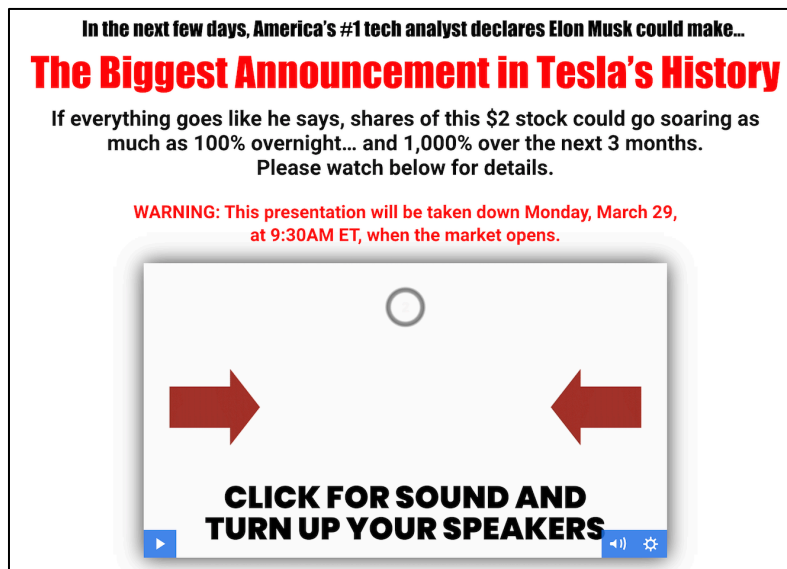 In the next few days, America's #1 tech analyst declares Elon Musk could make...
The Biggest Announcement in Tesla's History
If everything goes like he says, shares of this $2 stock could go soaring as
much as 100% overnight... and 1,000% over the next 3 months.
Please watch below for details.
WARNING: This presentation will be taken down Monday, March 29,
at 9:30AM ET, when the market opens.
CLICK FOR SOUND AND
TURN UP YOUR SPEAKERS